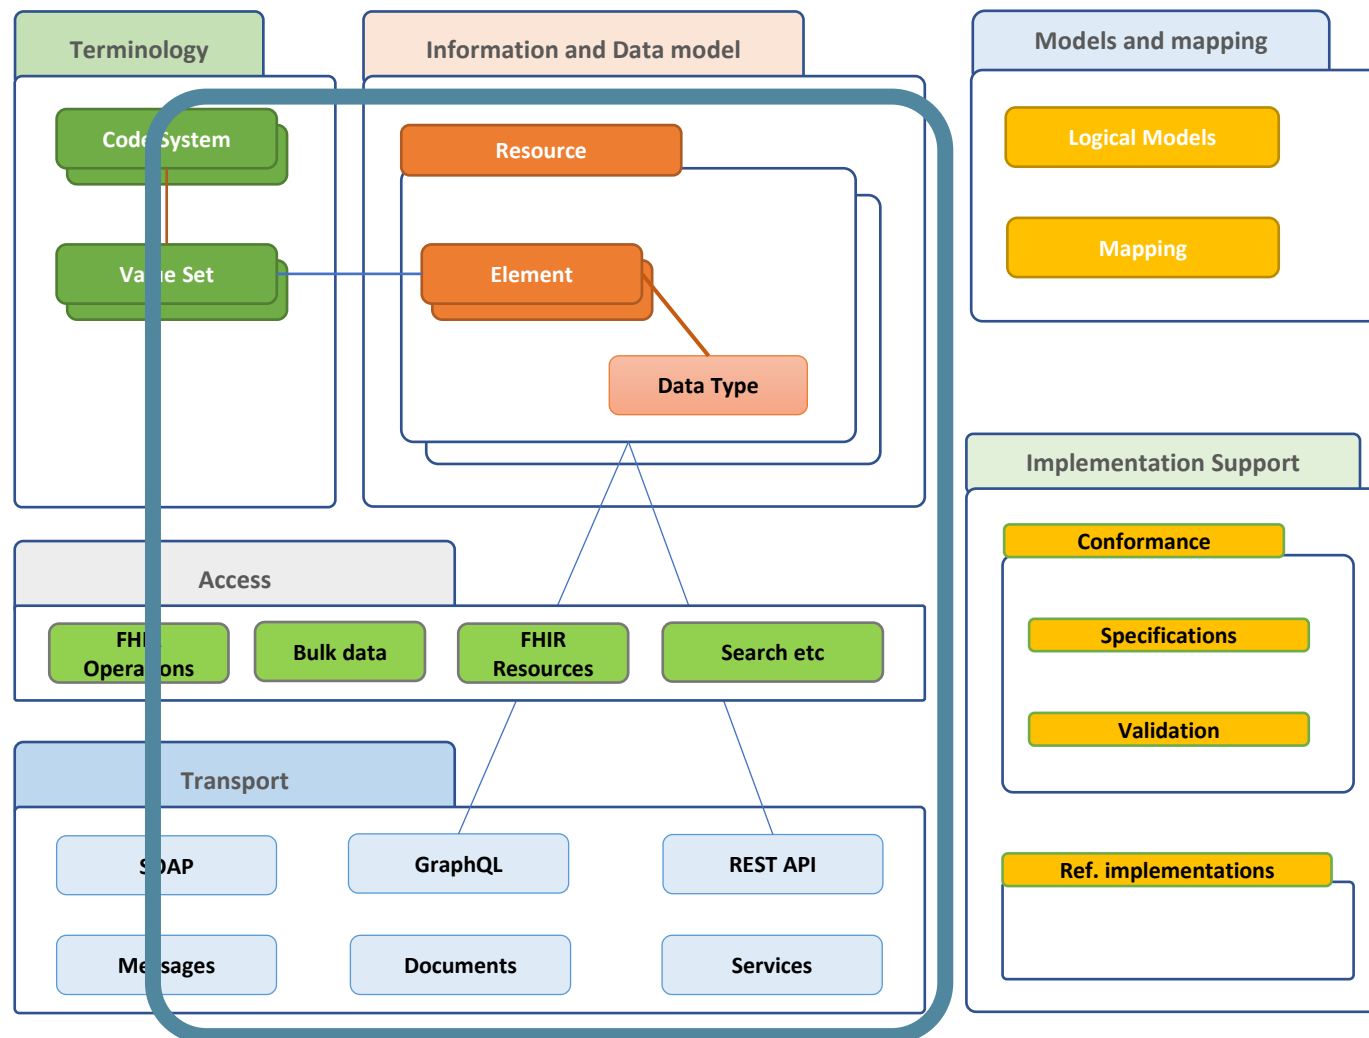 Terminology
Information and Data model
Models and mapping
Code System
Resource
Logical Models
Value Set
Element
Mapping
Data Type
Implementation Support
Conformance
Access
FHIR
Operations
Bulk data
FHIR
Resources
Search etc
Specifications
Validation
Transport
SOAP
GraphQL
REST API
Ref. implementations
Messages
Documents
Services